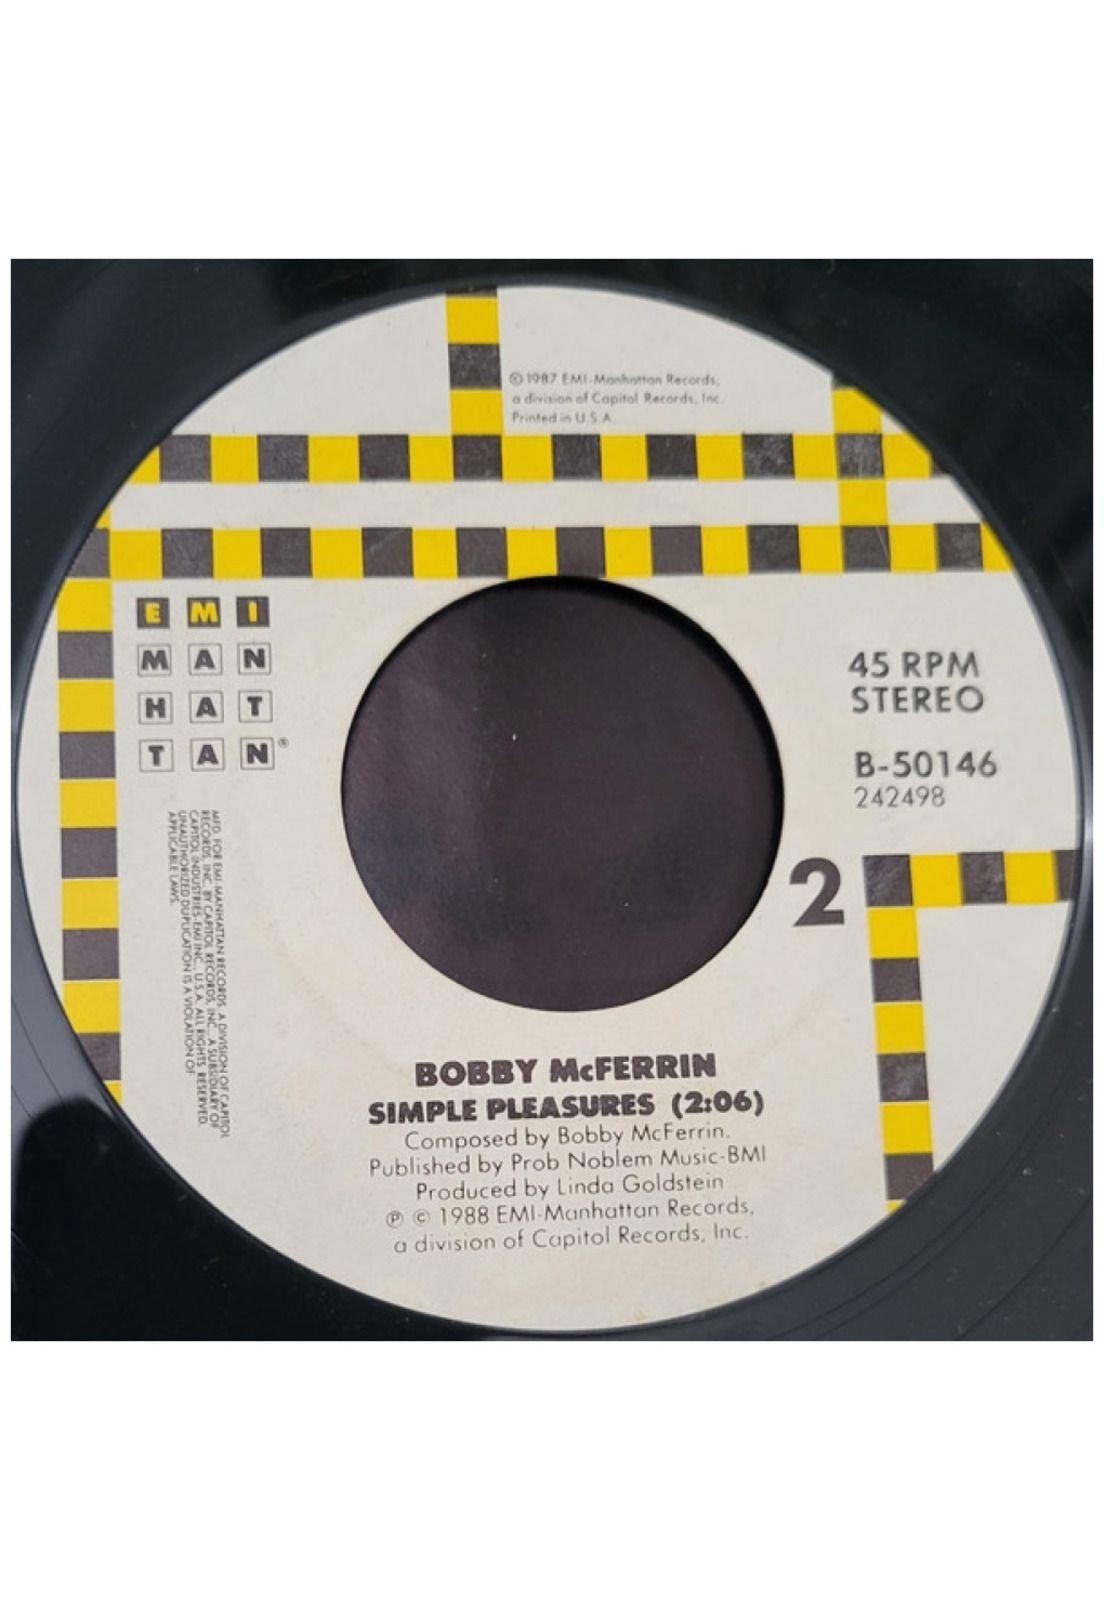 © 1987 EMI-Manhattan Records,
a division of Capitol Records, Inc.
Printed in U.S.A.
EMI
MAN
HAT
TAN®
45 RPM
STEREO
B-50146
242498
2
MFD. FOR EMI-MANHATTAN RECORDS, A DIVISION OF CAPITOL
RECORDS, INC. BY CAPITOL RECORDS, INC., A SUBSIDIARY OF
CAPITOL INDUSTRIES-EMI INC., U.S.A. ALL RIGHTS RESERVED.
UNAUTHORIZED DUPLICATION IS A VIOLATION OF
APPLICABLE LAWS.
BOBBY McFERRIN
SIMPLE PLEASURES (2:06)
Composed by Bobby McFerrin.
Published by Prob Noblem Music-BMI
Produced by Linda Goldstein
℗ © 1988 EMI-Manhattan Records,
a division of Capitol Records, Inc.